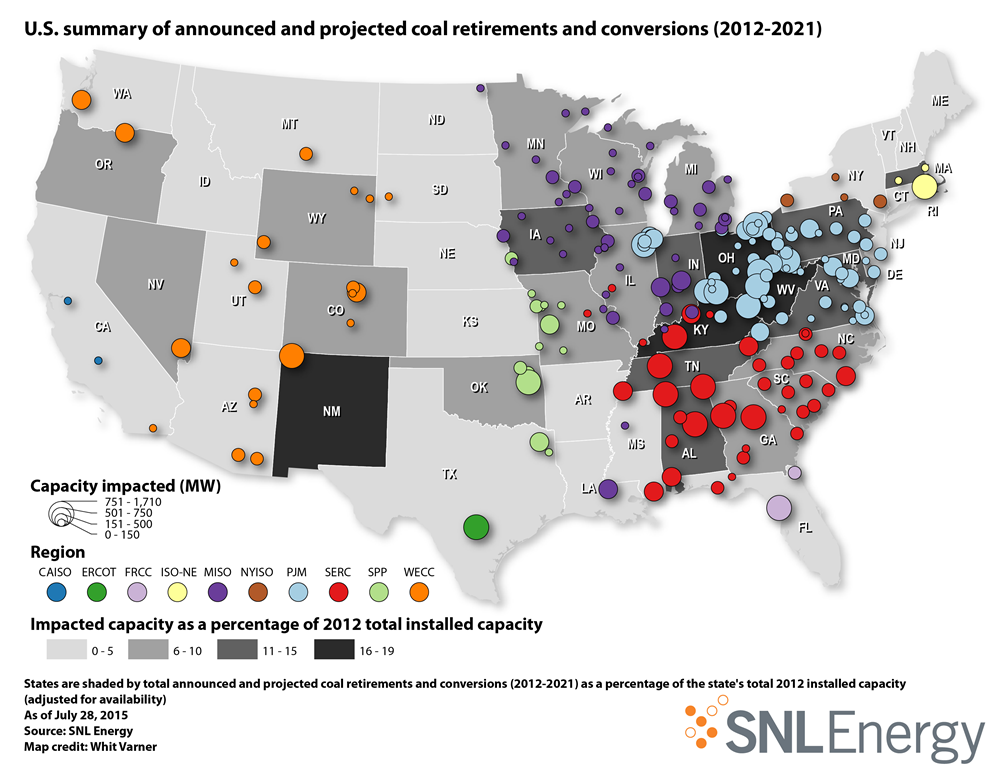 U.S. summary of announced and projected coal retirements and conversions (2012-2021)
WA
MT
ND
MN
ME
VT
NH
OR
ID
SD
WI
MI
NY
MA
CT
RI
WY
IA
PA
NJ
NV
NE
IL
IN
OH
MD
DE
CA
UT
CO
KS
MO
WV
VA
KY
AZ
NM
OK
AR
TN
NC
SC
MS
AL
GA
TX
LA
FL
Capacity impacted (MW)
751 - 1,710
501 - 750
151 - 500
0 - 150
Region
CAISO ERCOT FRCC ISO-NE MISO NYISO PJM SERC SPP WECC
Impacted capacity as a percentage of 2012 total installed capacity
0 - 5 6 - 10 11 - 15 16 - 19
States are shaded by total announced and projected coal retirements and conversions (2012-2021) as a percentage of the state's total 2012 installed capacity
(adjusted for availability)
As of July 28, 2015
Source: SNL Energy
Map credit: Whit Varner
SNLEnergy